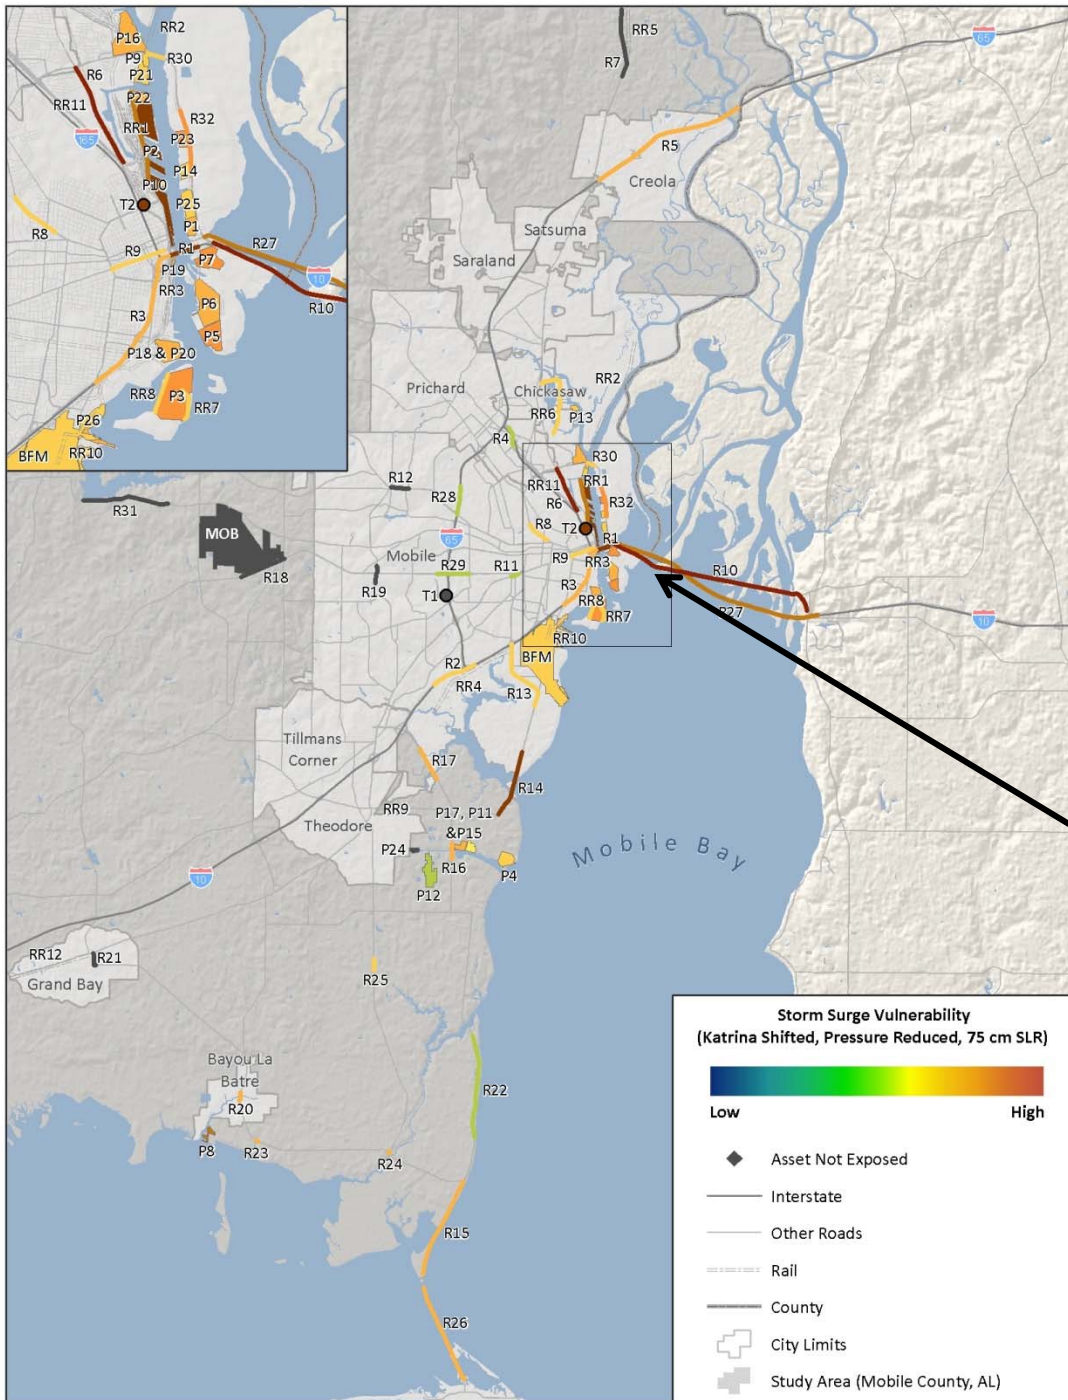 P16
RR2
P9
R30
R6
P21
RR11
P22
R32
RR1
P23
165
P2
P14
P10
T2
P25
P1
R8
R27
R9
R1
P7
P19
10
RR3
R10
R3
P6
P5
P18 & P20
RR8
P3
RR7
P26
RR10
BFM
RR5
65
R7
R5
Creola
Satsuma
Saraland
Prichard
RR2
Chickasaw
RR6
P13
R4
R30
R12
RR11
RR1
R28
R32
R31
R6
MOB
R8
T2
65
R1
Mobile
R9
RR3
R10
R29
R11
R18
R19
R3
T1
RR8
R27
RR7
10
RR10
BFM
R2
RR4
R13
Tillmans
Corner
R17
R14
RR9
P17, P11
Theodore
&P15
Mobile Bay
P24
R16
P4
10
P12
RR12
R21
Grand Bay
R25
Bayou La
Batre
R22
R20
P8
R23
R24
R15
R26
Storm Surge Vulnerability
(Katrina Shifted, Pressure Reduced, 75 cm SLR)
Low
High
Asset Not Exposed
Interstate
Other Roads
Rail
County
City Limits
Study Area (Mobile County, AL)